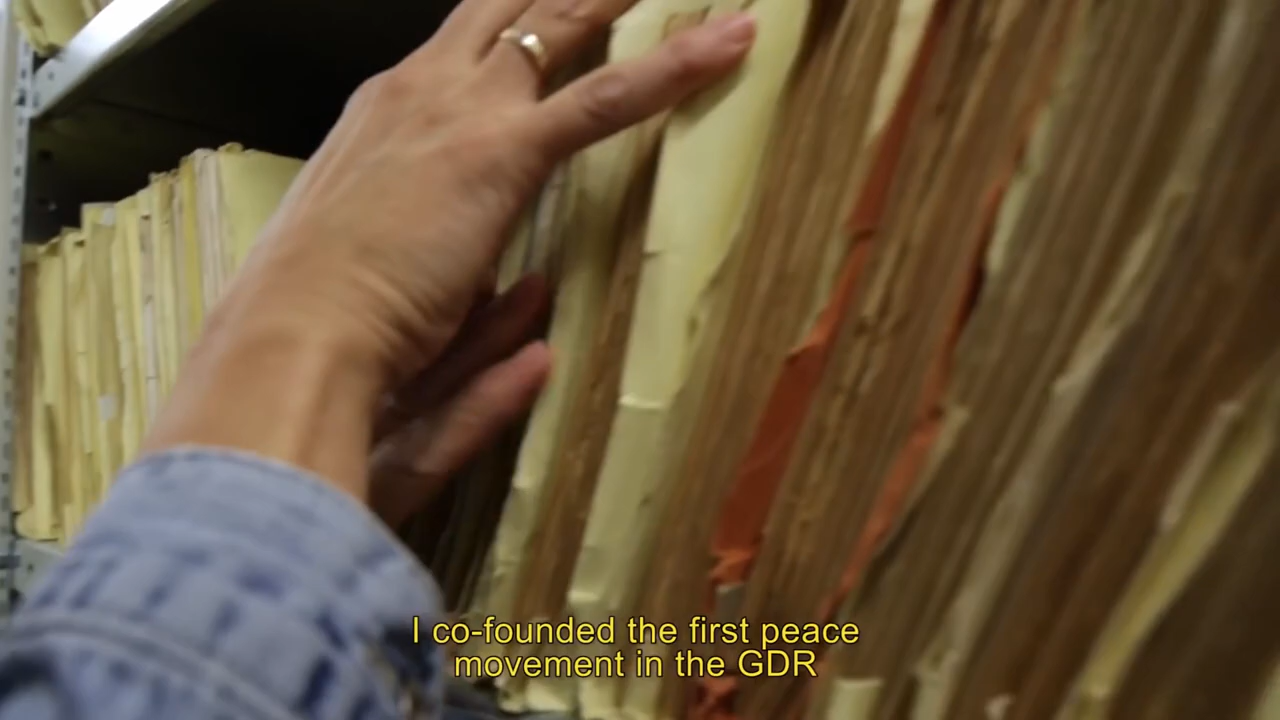 I co-founded the first peace
movement in the GDR